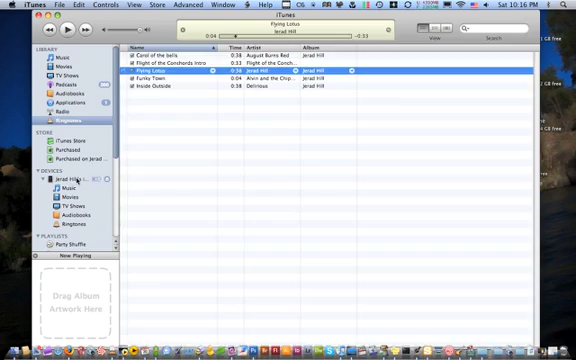 iTunes File Edit View Controls Store Advanced Window Help
Sat 10:16 PM
iTunes
Flying Lotus
Jerad Hill
0:04
-0:33
View
Search
LIBRARY
Music
Movies
TV Shows
Podcasts
Audiobooks
Applications
Radio
Ringtones
STORE
iTunes Store
Purchased
Purchased on Jerad ...
DEVICES
Jerad Hill's
Music
Movies
TV Shows
Audiobooks
Ringtones
PLAYLISTS
Party Shuffle
Now Playing
Drag Album
Artwork Here
Name Time Artist Album
Carol of the bells 0:38 August Burns Red Jerad Hill
Flight of the Conchords Intro 0:33 Flight of the Conch...
Flying Lotus 0:38 Jerad Hill Jerad Hill
Funky Town 0:04 Alvin and the Chip... Jerad Hill
Inside Outside 0:38 Delirious Jerad Hill